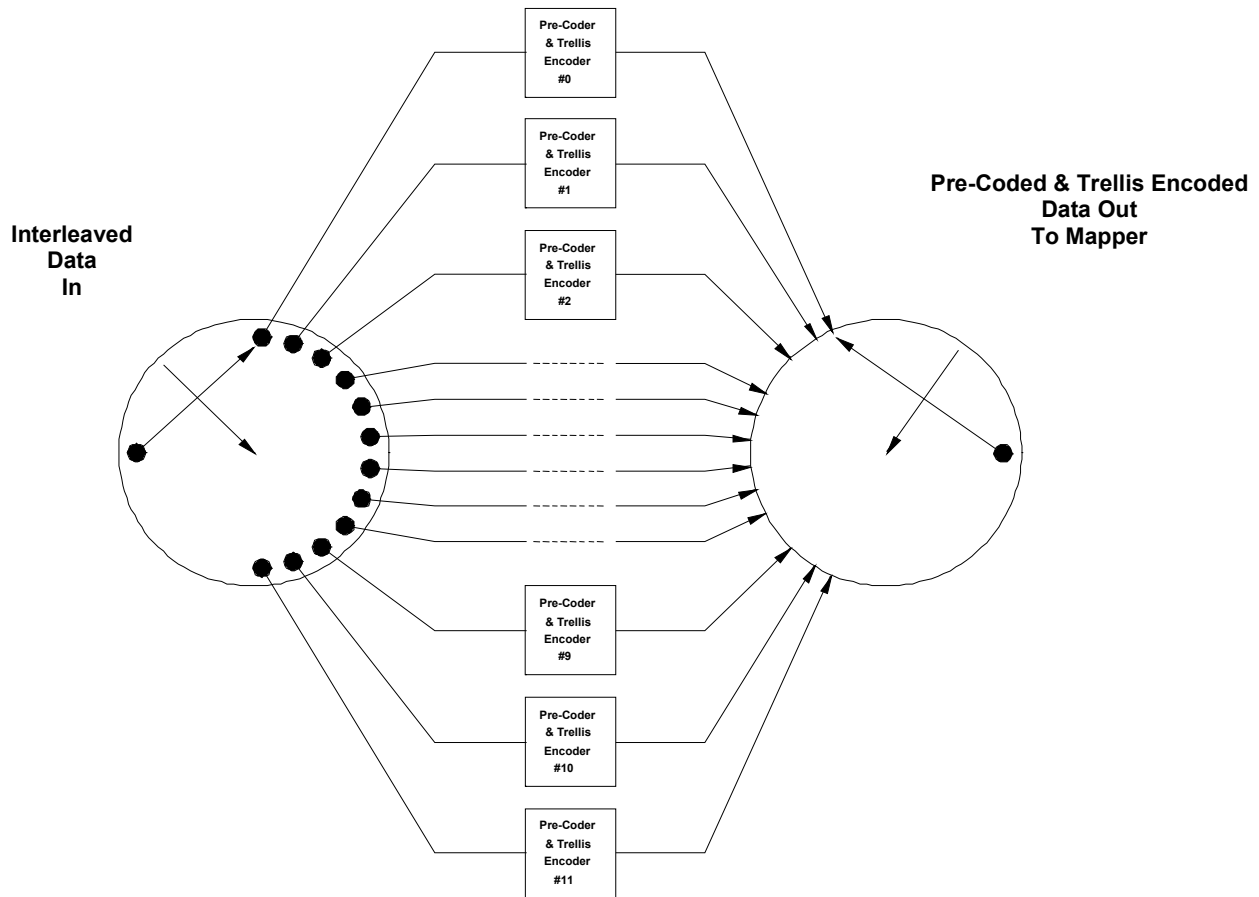 Pre-Coder
& Trellis
Encoder
#0
Pre-Coder
& Trellis
Encoder
#1
Pre-Coded & Trellis Encoded
Data Out
To Mapper
Interleaved
Data
In
Pre-Coder
& Trellis
Encoder
#2
Pre-Coder
& Trellis
Encoder
#9
Pre-Coder
& Trellis
Encoder
#10
Pre-Coder
& Trellis
Encoder
#11